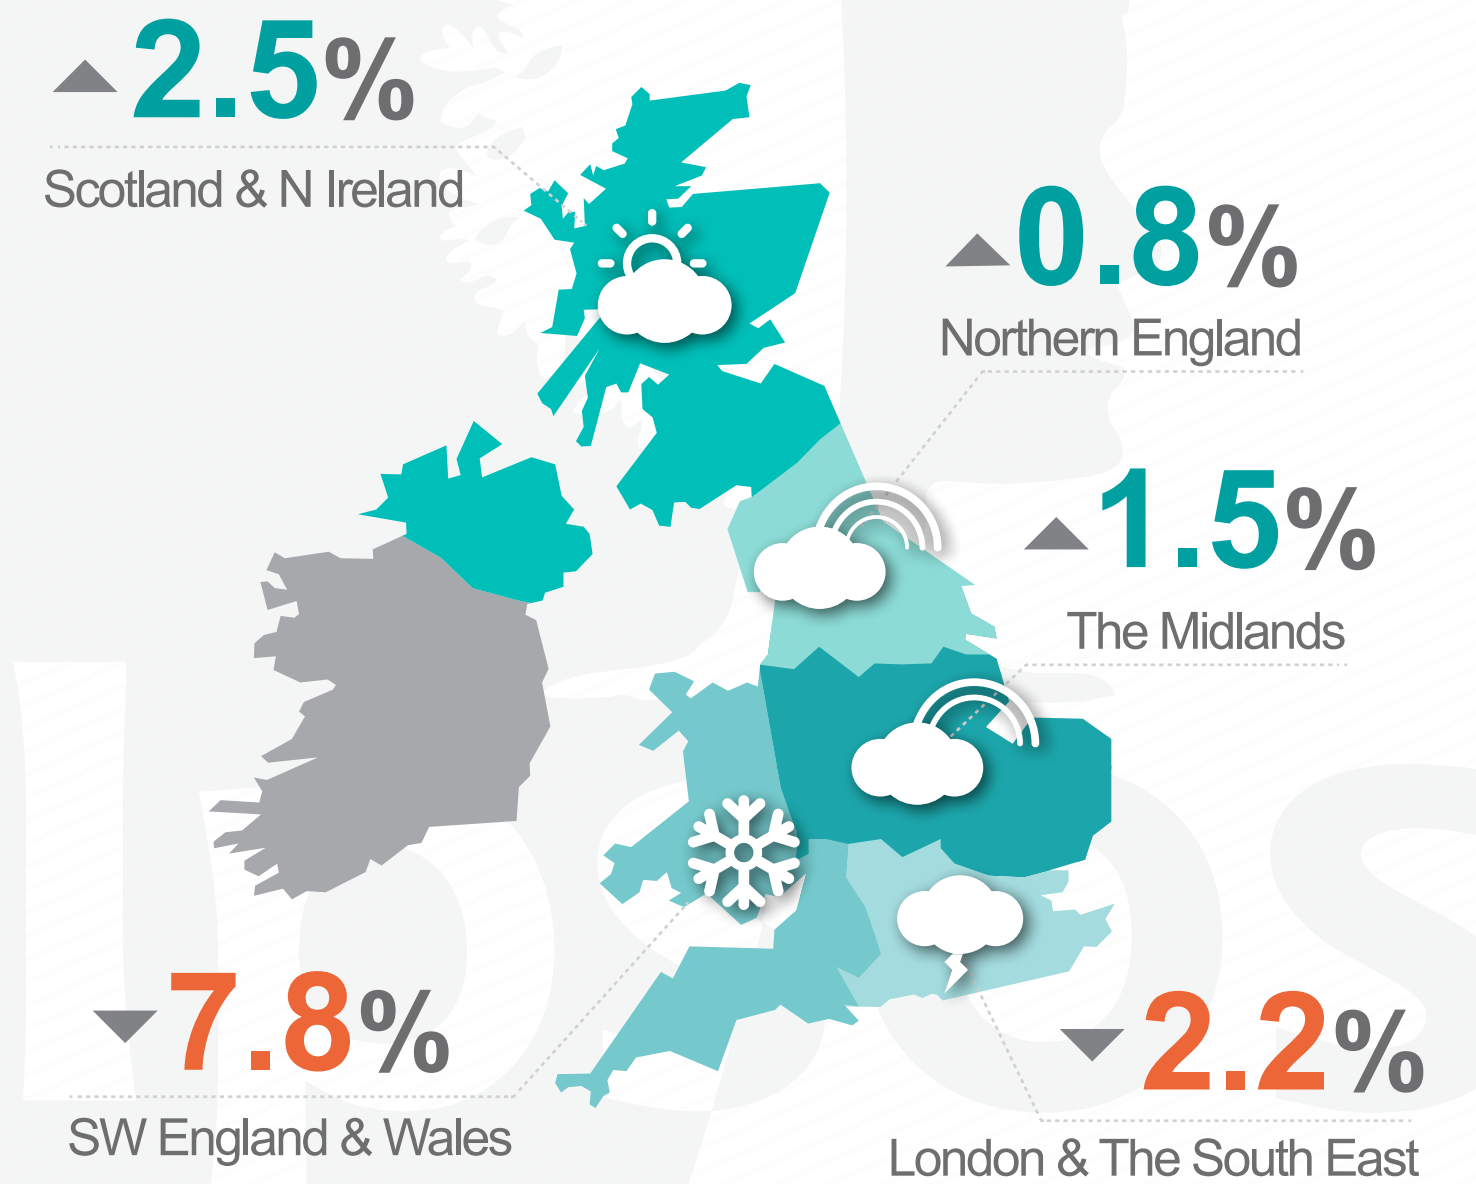 ▲2.5%
Scotland & N Ireland
▲0.8%
Northern England
▲1.5%
The Midlands
▼7.8%
SW England & Wales
▼2.2%
London & The South East
Ipsos